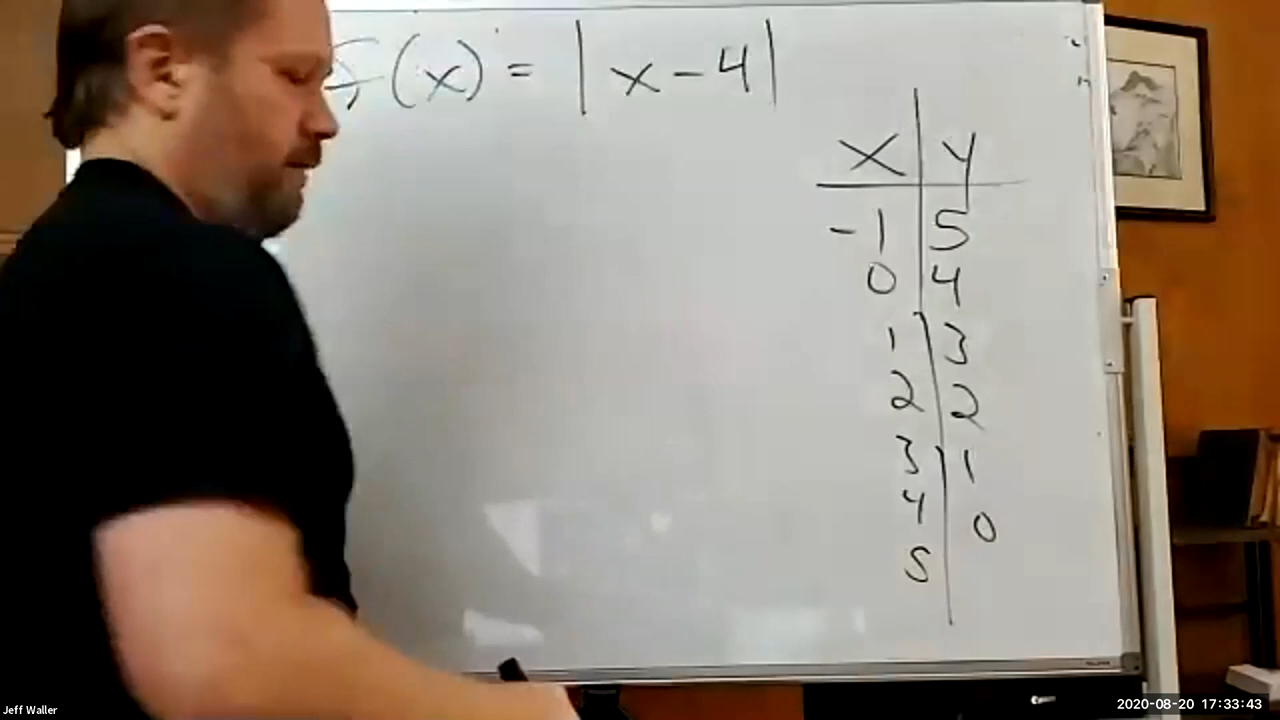 f(x) = |x-4|
x y
-1 5
0 4
1 3
2 2
3 1
4 0
5
Jeff Waller
2020-08-20 17:33:43